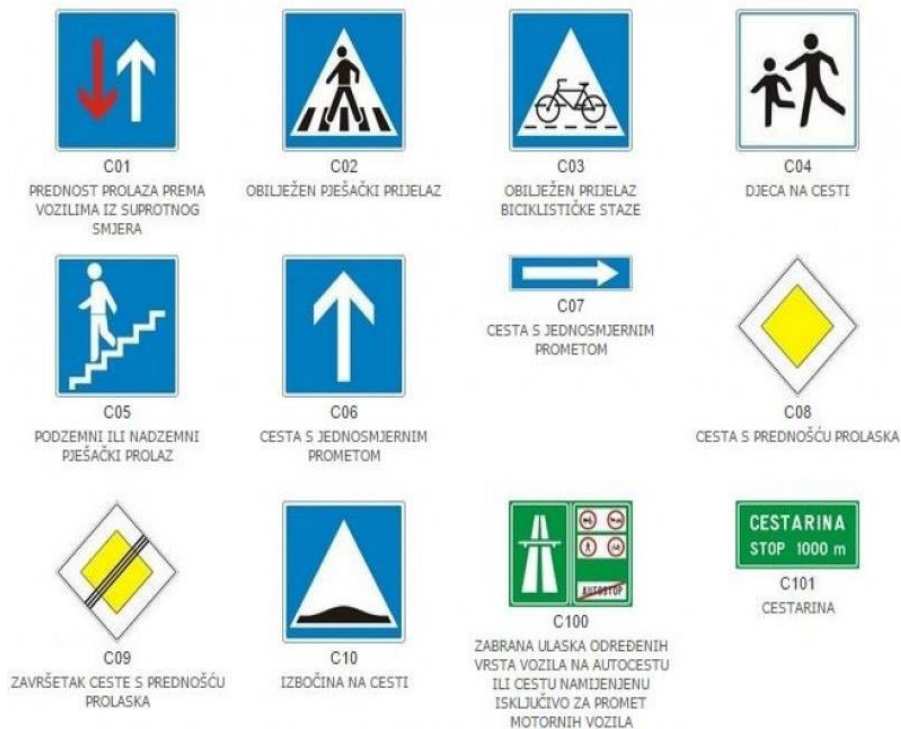 C01
PREDNOST PROLAZA PREMA
VOZILIMA IZ SUPROTNOG
SMJERA
C02
OBILJEŽEN PJEŠAČKI PRIJELAZ
C03
OBILJEŽEN PRIJELAZ
BICIKLISTIČKE STAZE
C04
DJECA NA CESTI
C05
PODZEMNI ILI NADZEMNI
PJEŠAČKI PROLAZ
C06
CESTA S JEDNOSMJERNIM
PROMETOM
C07
CESTA S JEDNOSMJERNIM
PROMETOM
C08
CESTA S PREDNOŠĆU PROLASKA
C09
ZAVRŠETAK CESTE S PREDNOŠĆU
PROLASKA
C10
IZBOČINA NA CESTI
AUTOSTOP
C100
ZABRANA ULASKA ODREĐENIH
VRSTA VOZILA NA AUTOCESTU
ILI CESTU NAMIJENJENU
ISKLJUČIVO ZA PROMET
MOTORNIH VOZILA
CESTARINA
STOP 1000 m
C101
CESTARINA